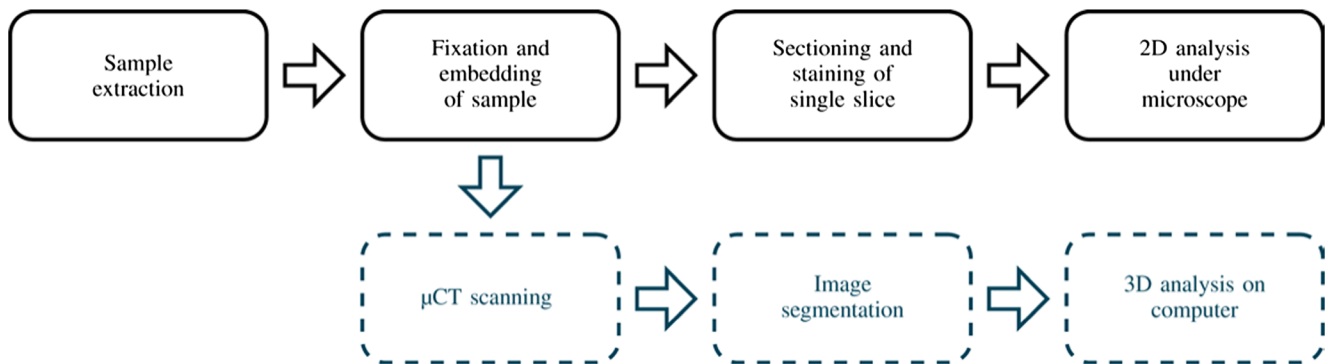 Sample
extraction
Fixation and
embedding
of sample
Sectioning and
staining of
single slice
2D analysis
under
microscope
μCT scanning
Image
segmentation
3D analysis on
computer